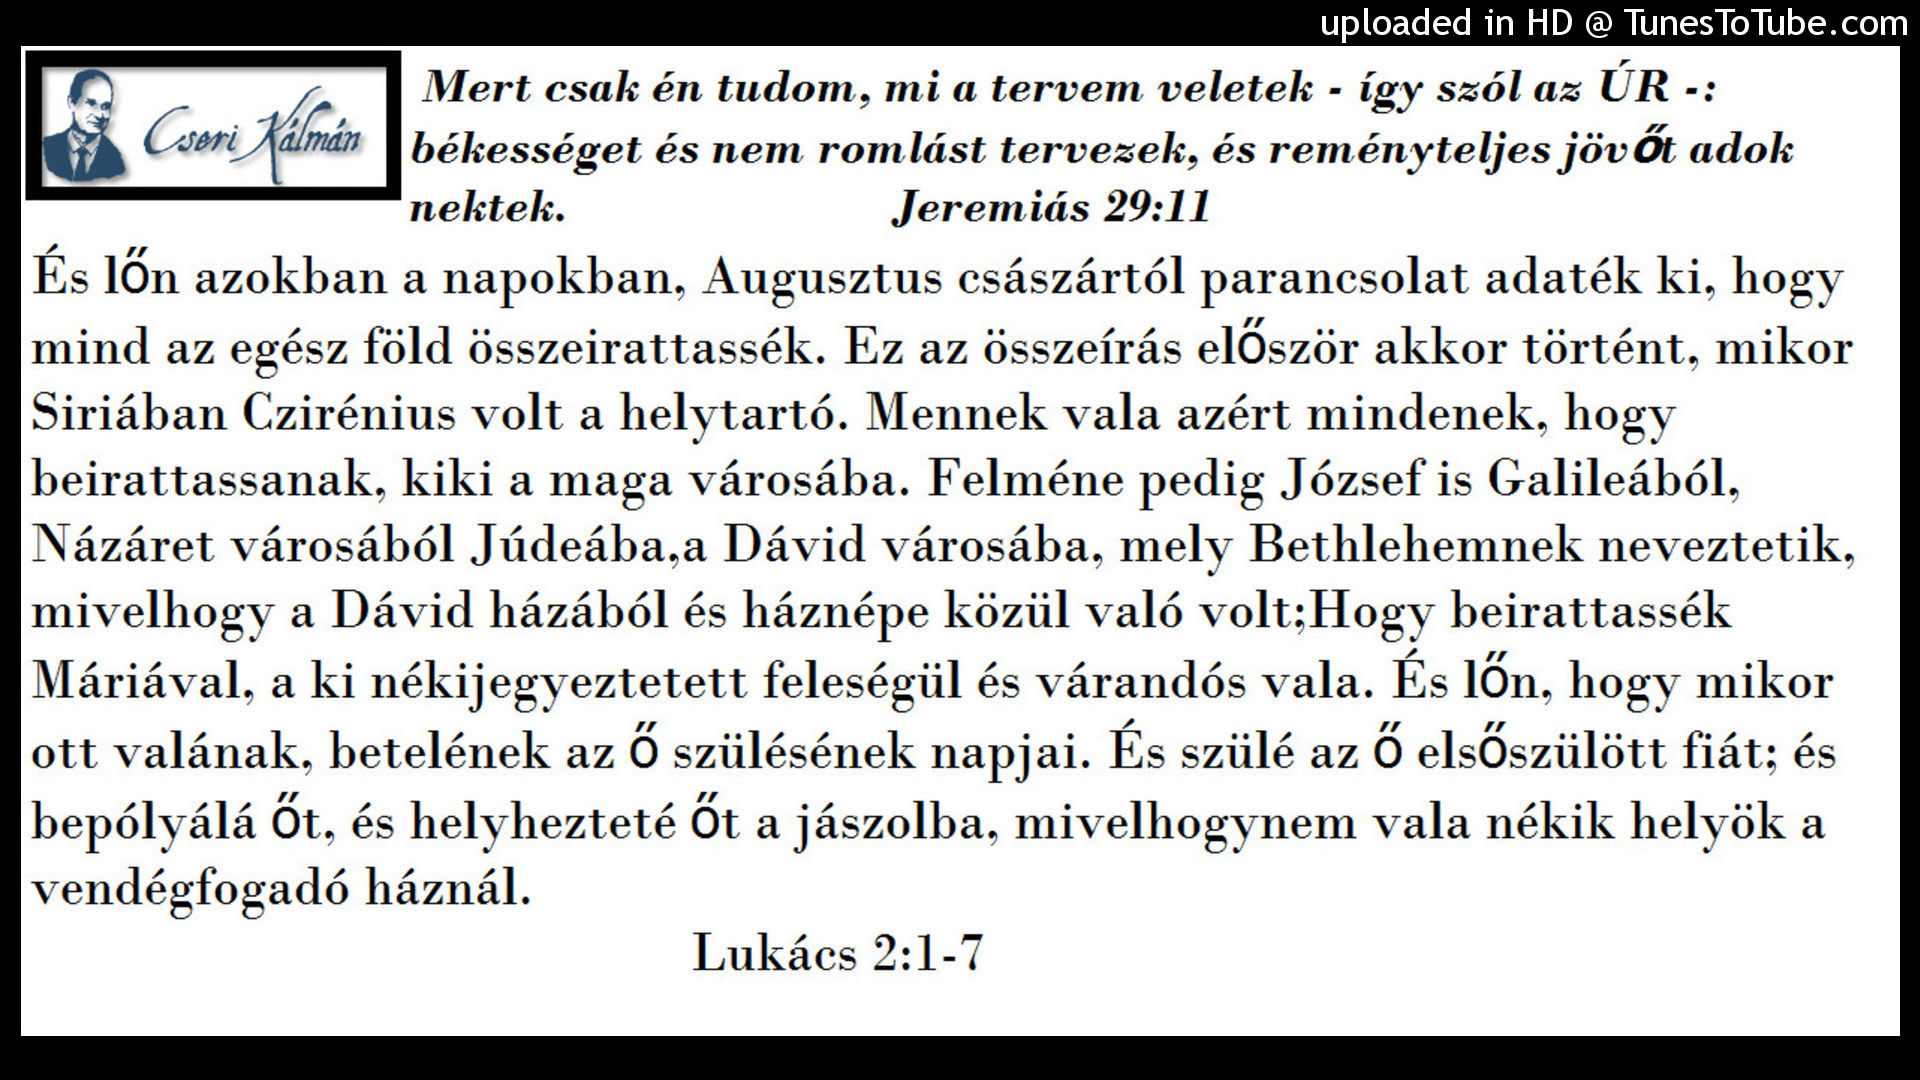 uploaded in HD @ TunesToTube.com
Cseri Kálmán
Mert csak én tudom, mi a tervem veletek - így szól az ÚR -:
békességet és nem romlást tervezek, és reményteljes jövőt adok
nektek. Jeremiás 29:11
És lőn azokban a napokban, Augusztus császártól parancsolat adaték ki, hogy
mind az egész föld összeirattassék. Ez az összeírás először akkor történt, mikor
Siriában Czirénius volt a helytartó. Mennek vala azért mindenek, hogy
beirattassanak, kiki a maga városába. Felméne pedig József is Galileából,
Názáret városából Júdeába,a Dávid városába, mely Bethlehemnek neveztetik,
mivelhogy a Dávid házából és háznépe közül való volt;Hogy beirattassék
Máriával, a ki nékijegyeztetett feleségül és várandós vala. És lőn, hogy mikor
ott valának, betelének az Ő szülésének napjai. És szülé az Ő elsőszülött fiát; és
bepólyálá Őt, és helyhezteté Őt a jászolba, mivelhogynem vala nékik helyök a
vendégfogadó háznál.
Lukács 2:1-7